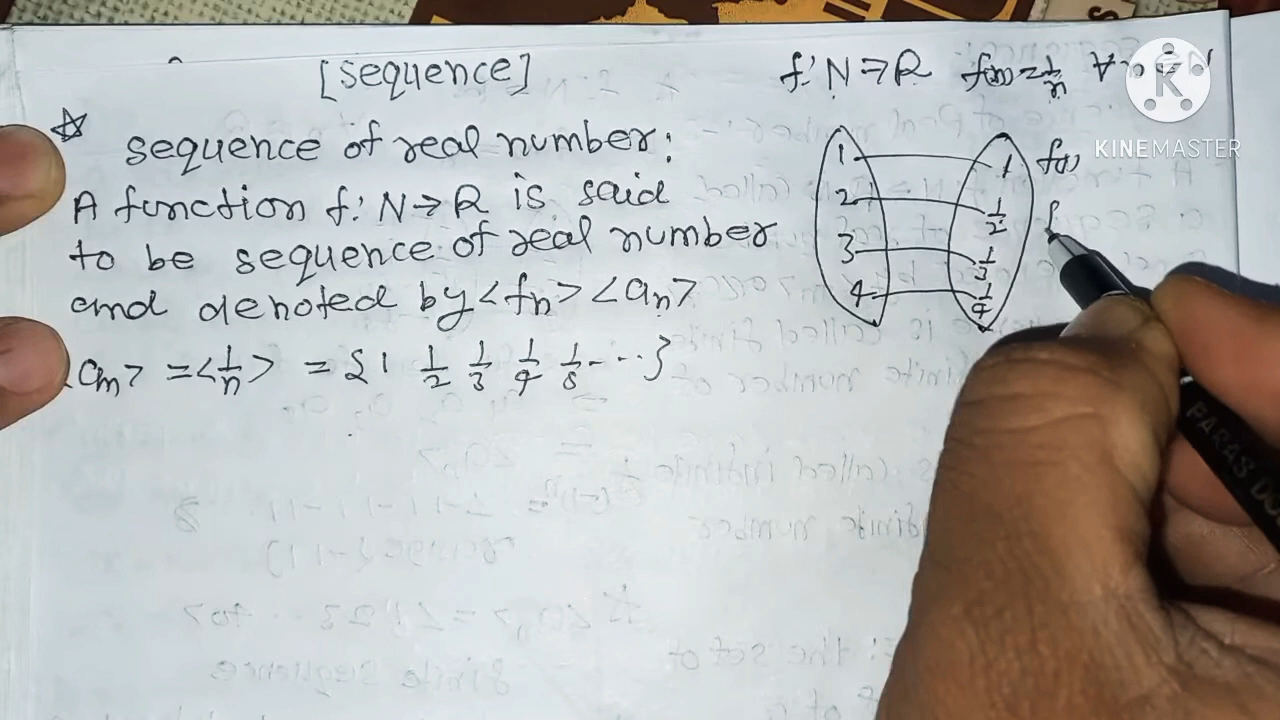 [sequence]
f: N → R f(n) = 1/n ∀
☆ sequence of real number:
A function f: N → R is said
to be sequence of real number
and denoted by <fn> <an>
an> = <1/n> = {1 1/2 1/3 1/4 1/5 --- }
1 1 f(1)
2 1/2 f
3 1/3
4 1/4
KINEMASTER
PARAS